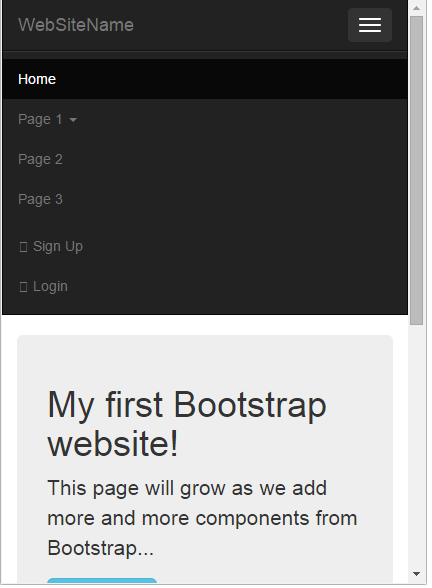 WebSiteName
Home
Page 1
Page 2
Page 3
Sign Up
Login
My first Bootstrap
website!
This page will grow as we add
more and more components from
Bootstrap...